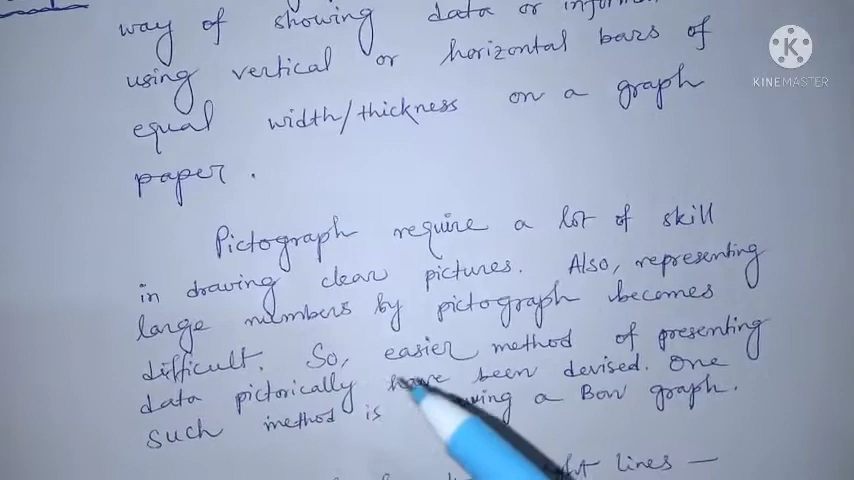 way of showing data or
using vertical or horizontal bars of
equal width/thickness on a graph
paper.
Pictograph require a lot of skill
in drawing clear pictures. Also, representing
large numbers by pictograph becomes
difficult. So, easier method of presenting
data pictorically have been devised. One
such method is a Bar graph.
lines —
K
KINEMASTER